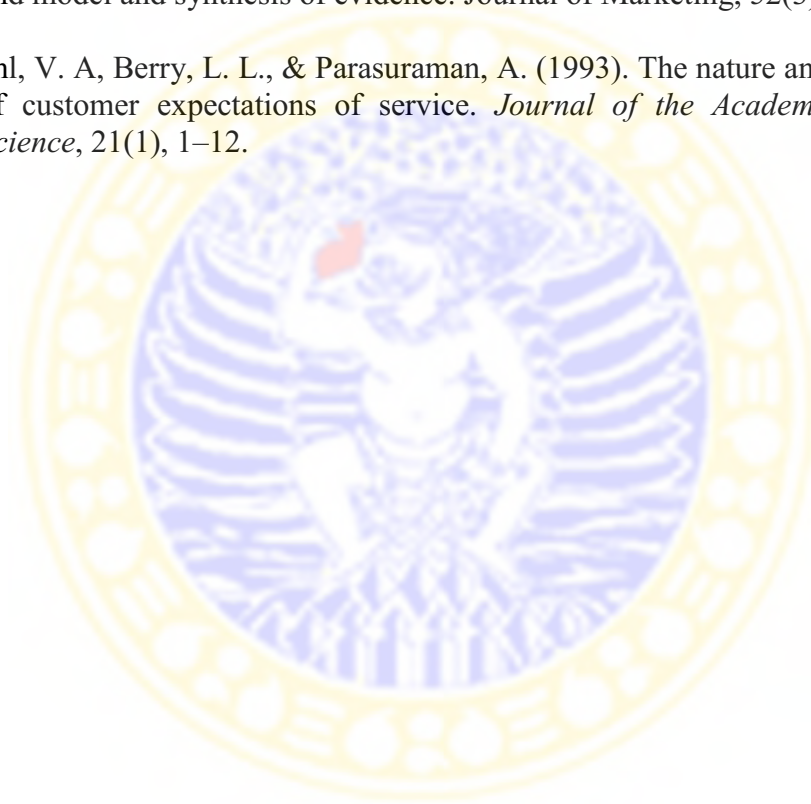 nd model and synthesis of evidence. Journal of Marketing, 52(3),
nl, V. A, Berry, L. L., & Parasuraman, A. (1993). The nature an
f customer expectations of service. Journal of the Academ
cience, 21(1), 1–12.